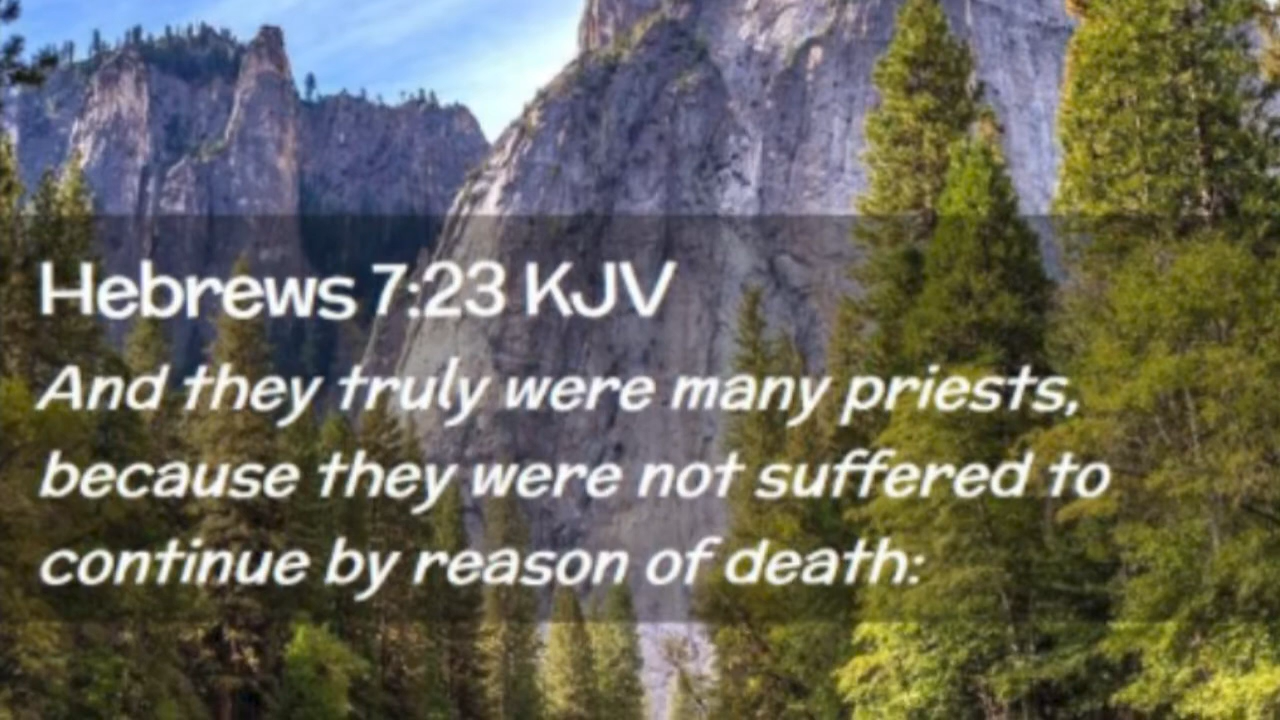 Hebrews 7:23 KJV
And they truly were many priests,
because they were not suffered to
continue by reason of death: